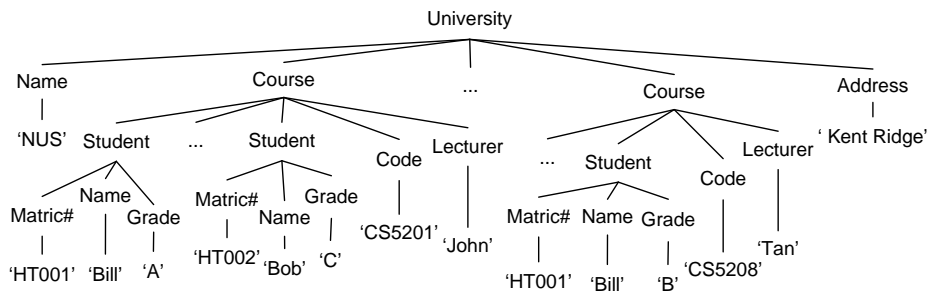 University
Name Course ... Course Address
‘NUS’ Student ... Student Code Lecturer ... Student Code Lecturer ‘ Kent Ridge’
Matric# Name Grade Matric# Name Grade ‘CS5201’ ‘John’ Matric# Name Grade ‘CS5208’ ‘Tan’
‘HT001’ ‘Bill’ ‘A’ ‘HT002’ ‘Bob’ ‘C’ ‘HT001’ ‘Bill’ ‘B’